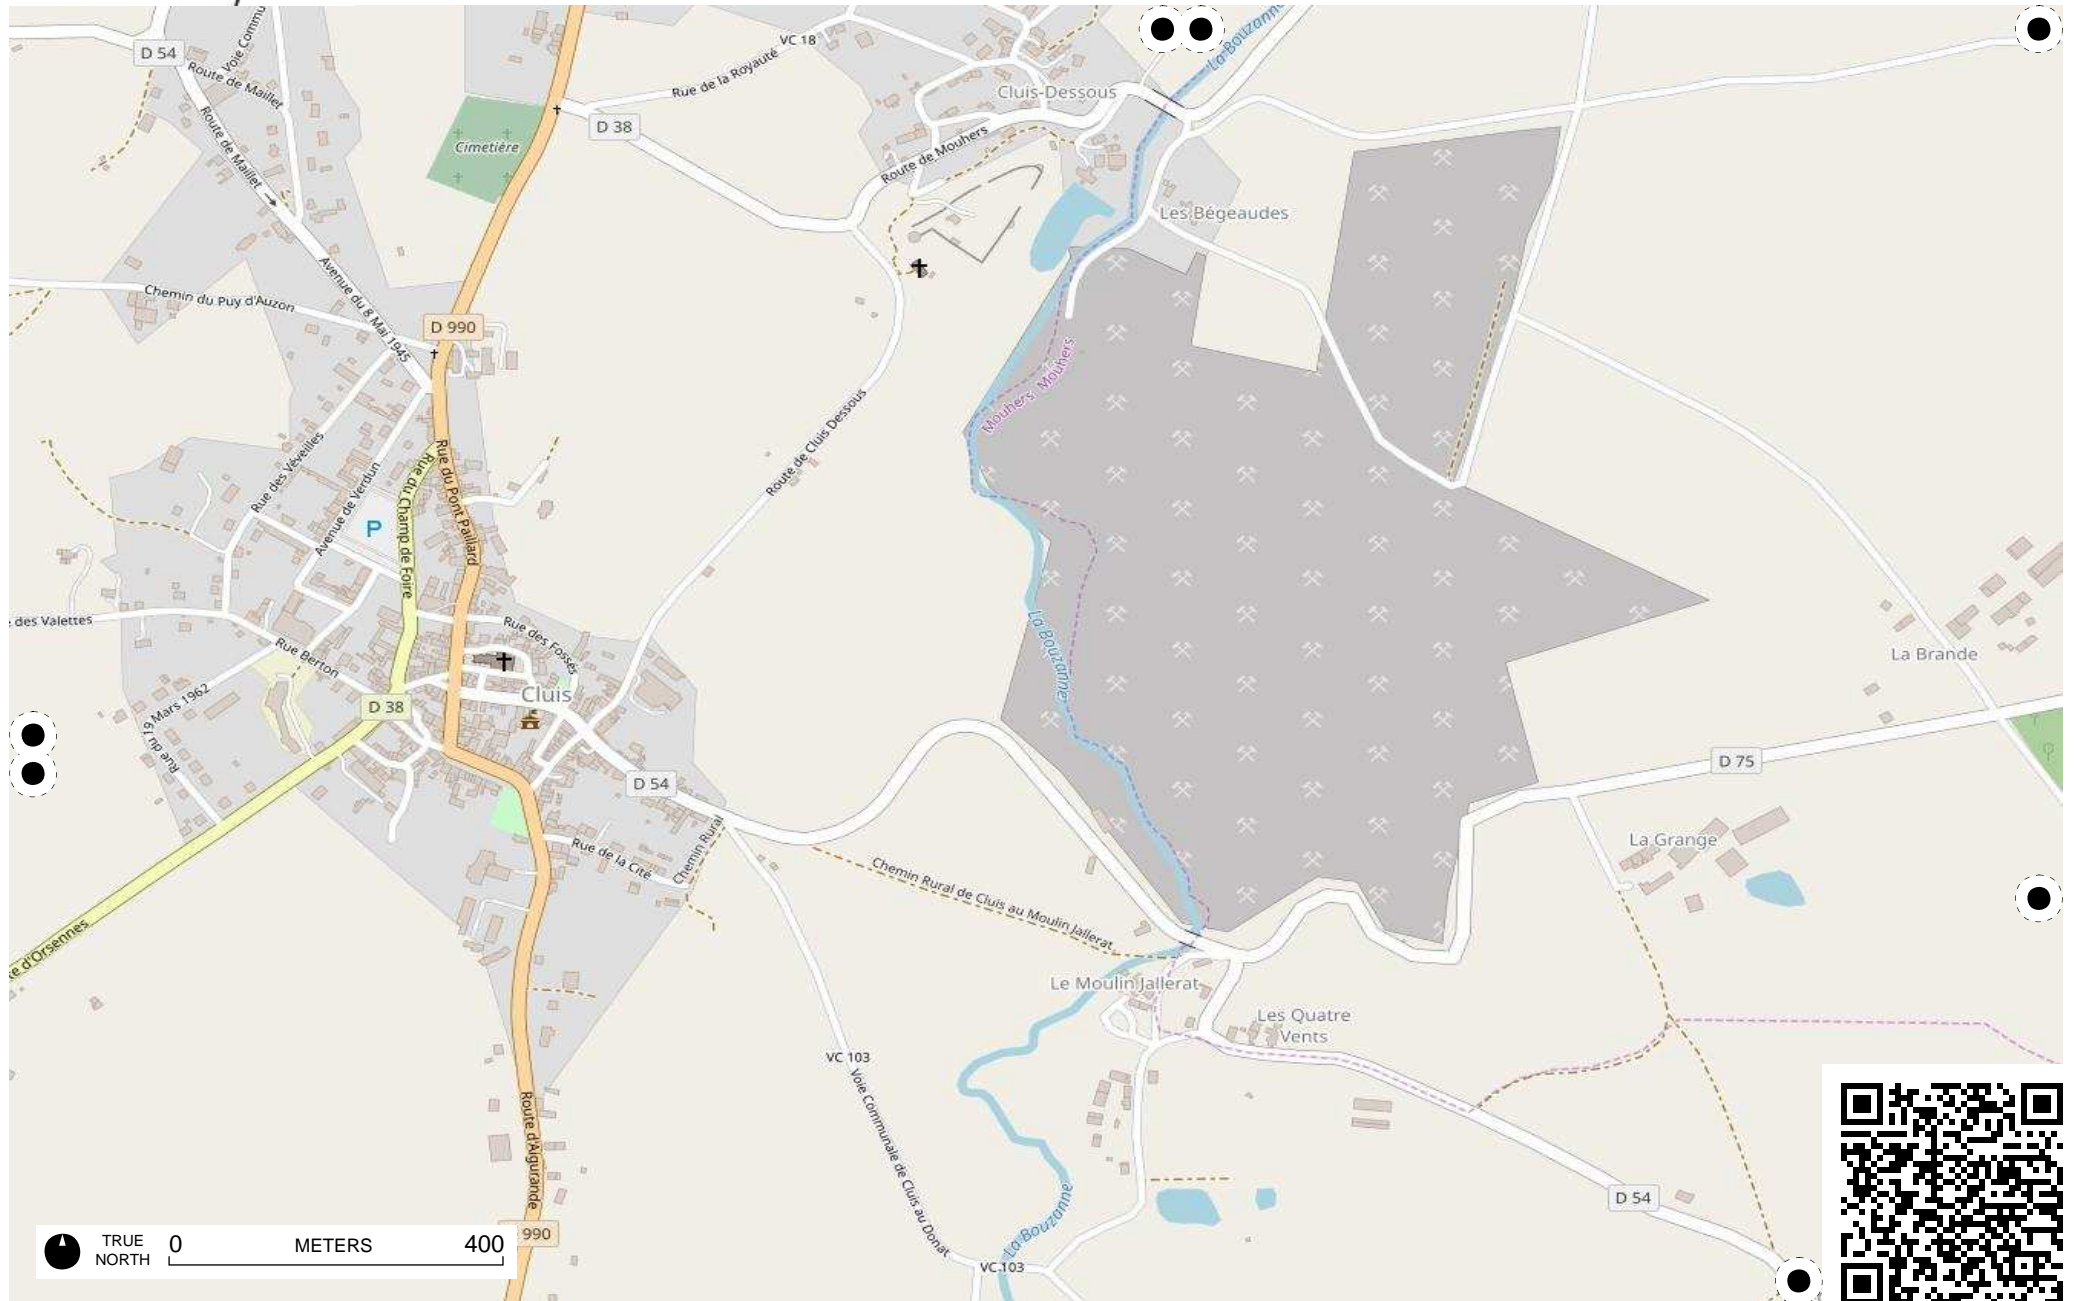 D 54
Voie Commu
Route de Maillet
Route de Maillet
VC 18
Rue de la Royauté
La Bouzanne
Cluis-Dessous
D 38
Cimetière
Route de Mouhers
Les Bégeaudes
Chemin du Puy d'Auzon
Avenue du 8 Mai 1945
D 990
Mouhers
Mouhers
Route de Cluis Dessous
Rue des Véveilles
Avenue de Verdun
P
Rue du Champ de Foire
Rue du Pont Paillard
e des Valettes
Rue Berton
Rue des Fossés
La Bouzanne
La Brande
Rue du 19 Mars 1962
Cluis
D 38
D 75
D 54
La Grange
Rue de la Cité
Chemin Rural
Chemin Rural de Cluis au Moulin Jallerat
e d'Orsennes
Le Moulin Jallerat
Les Quatre
Vents
VC 103
Voie Communale de Cluis au Donat
Route d'Aigurande
D 54
La Bouzanne
990
VC 103
TRUE
NORTH
0
METERS
400